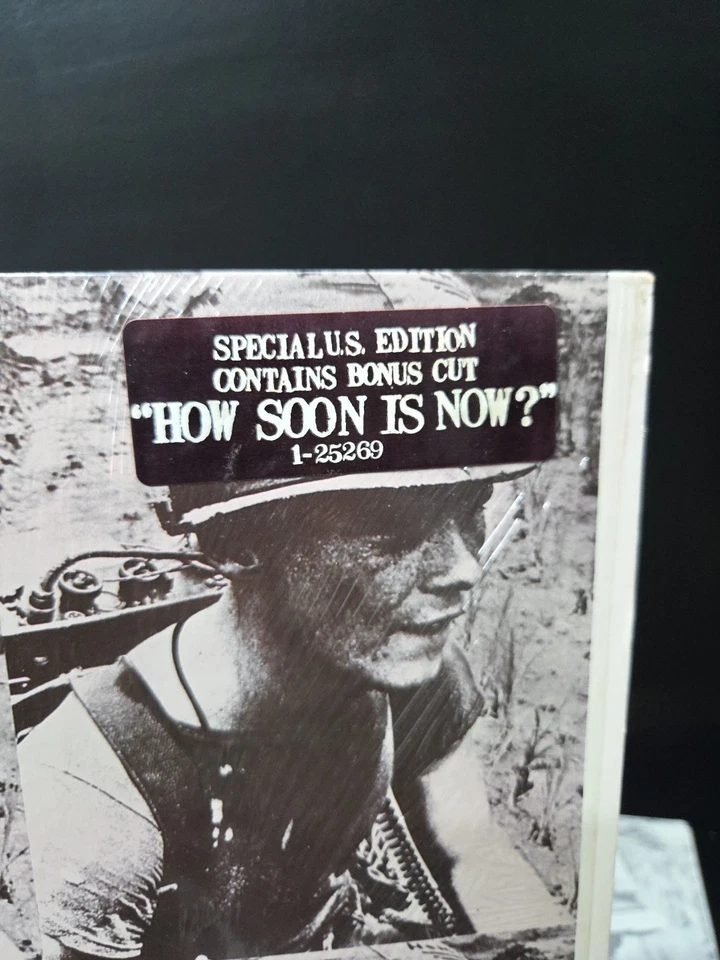 SPECIAL U.S. EDITION
CONTAINS BONUS CUT
“HOW SOON IS NOW?”
1-25269